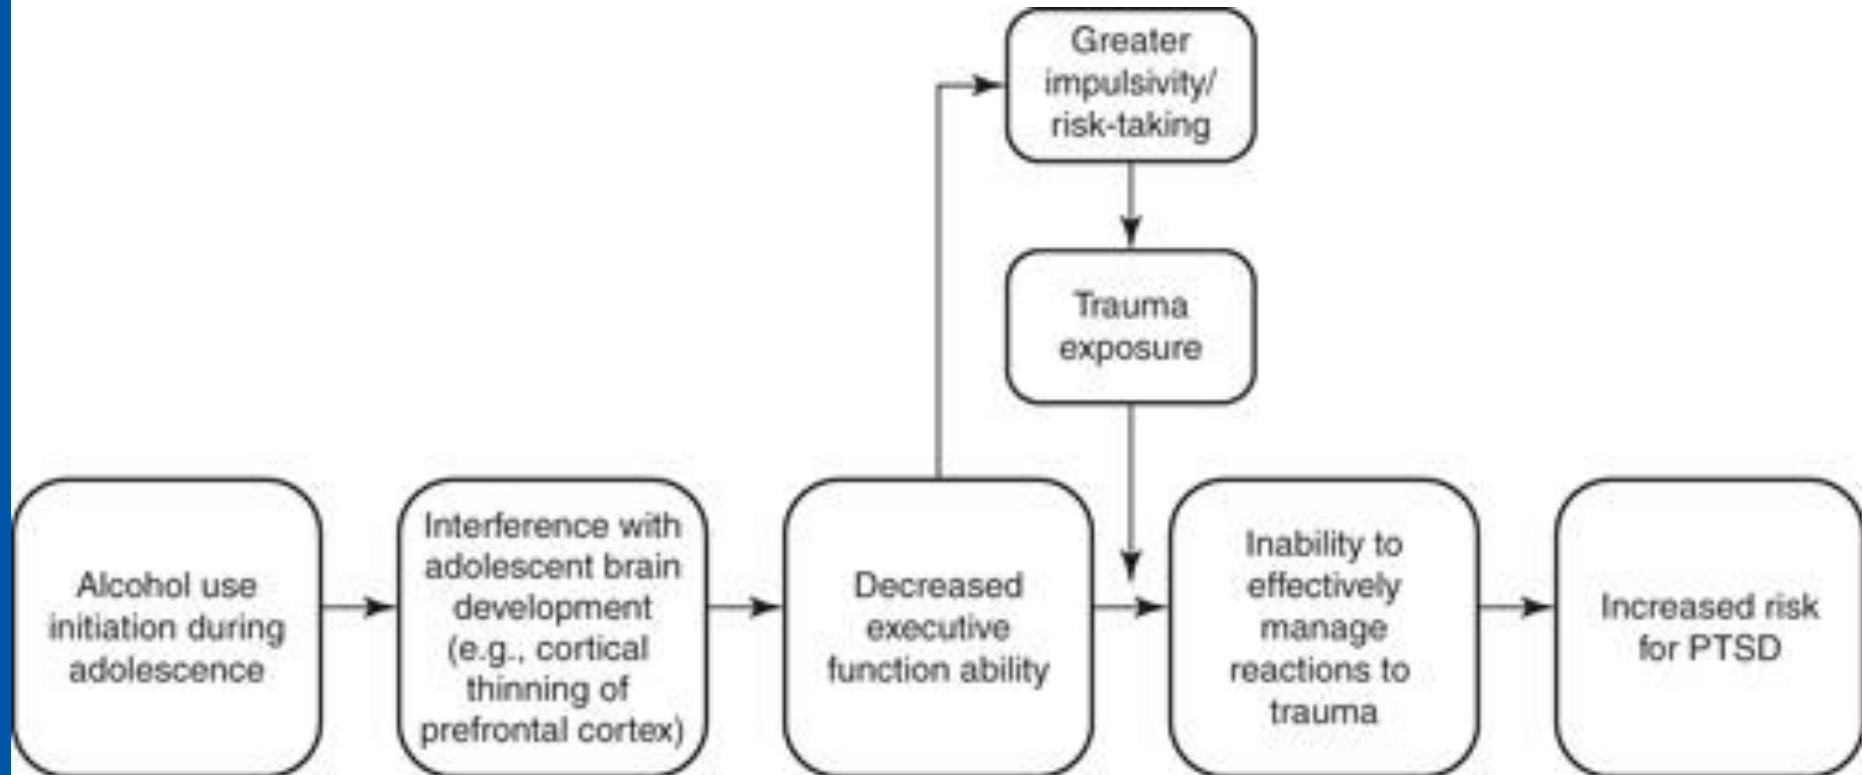 Greater
impulsivity/
risk-taking
Trauma
exposure
Alcohol use
initiation during
adolescence
Interference with
adolescent brain
development
(e.g., cortical
thinning of
prefrontal cortex)
Decreased
executive
function ability
Inability to
effectively
manage
reactions to
trauma
Increased risk
for PTSD